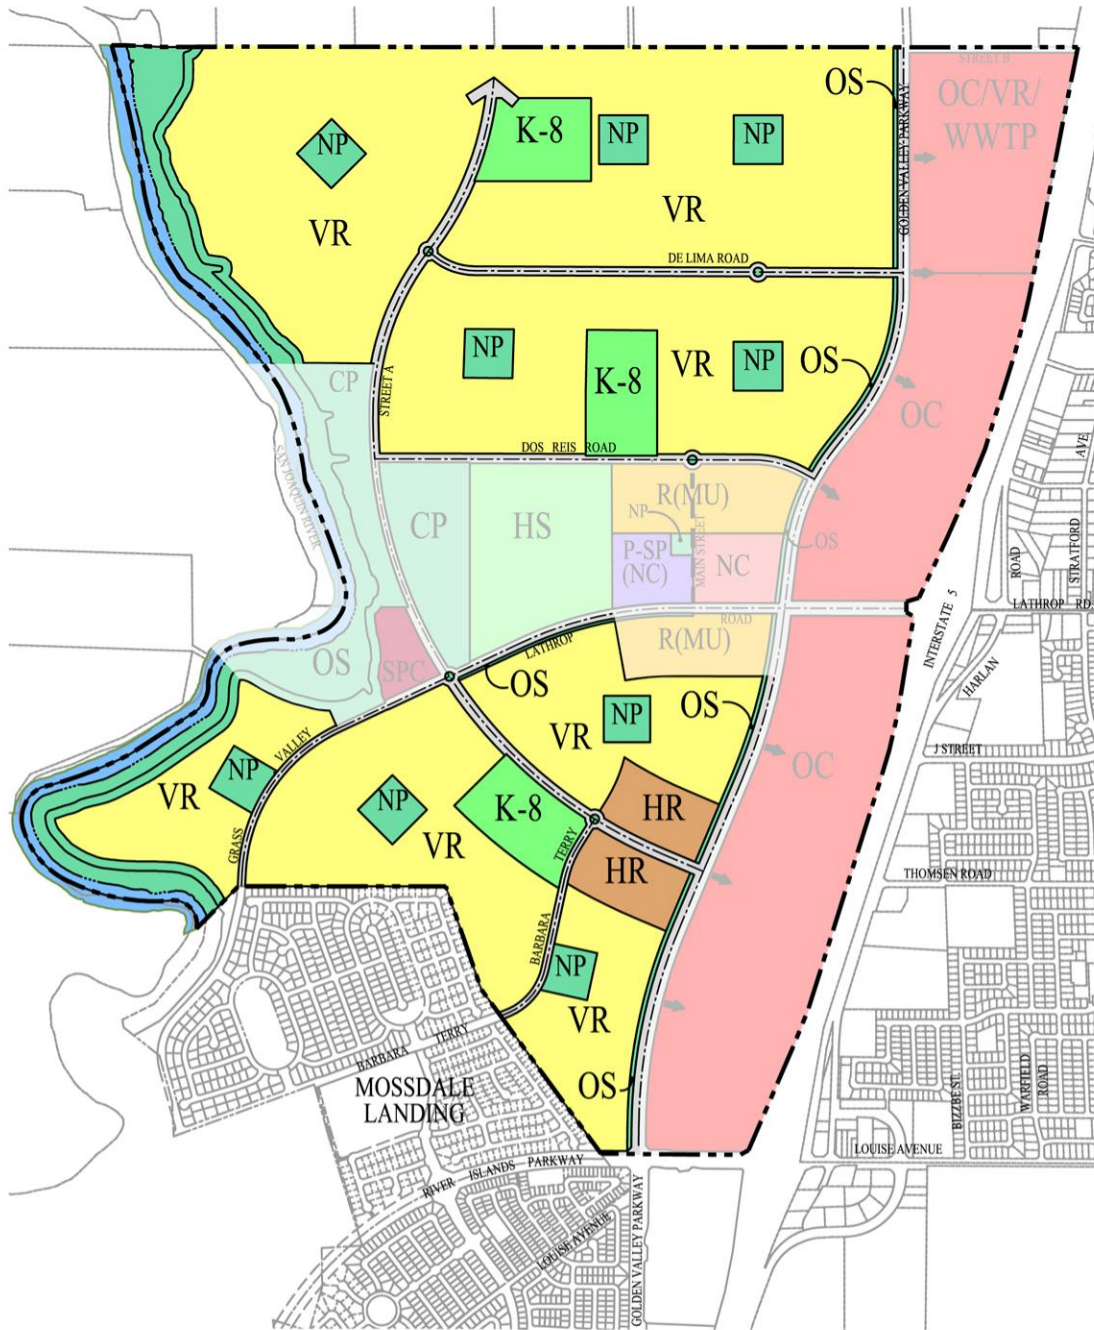 STREET B
OS
OC/VR/
WWTP
K-8
NP
NP
NP
GOLDEN VALLEY PARKWAY
VR
VR
DE LIMA ROAD
NP
VR
NP
OS
CP
K-8
STREET A
OC
AVE
DOS REIS ROAD
SAN JOAQUIN RIVER
R(MU)
NP
CP
HS
MAIN STREET
OS
P-SP
(NC)
NC
ROAD
STRATFORD
LATHROP RD
ROAD
R(MU)
LATHROP
INTERSTATE 5
OS
SPC
OS
HARLAN
NP
OS
VR
VALLEY
J STREET
NP
OC
VR
NP
K-8
HR
GRASS
VR
TERRY
HR
THOMSEN ROAD
BARBARA
NP
VR
BARBARA TERRY
OS
MOSSDALE
LANDING
BIZZBE ST.
WARFIELD
ROAD
LOUISE AVENUE
RIVER ISLANDS PARKWAY
LOUISE AVENUE
GOLDEN VALLEY PARKWAY